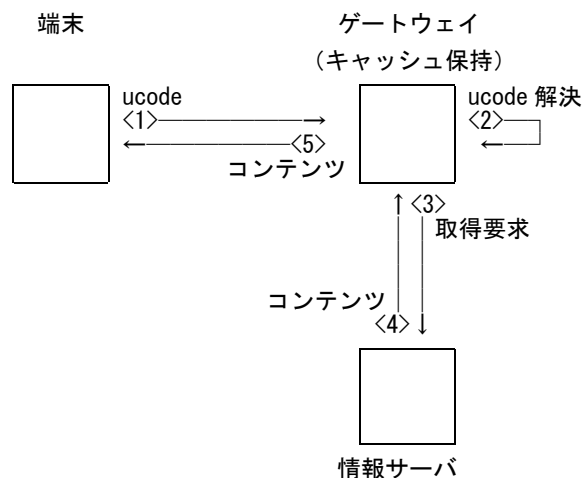 端末
ゲートウェイ
(キャッシュ保持)
ucode
<1>
<5>
コンテンツ
ucode 解決
<2>
<3>
取得要求
コンテンツ
<4>
情報サーバ